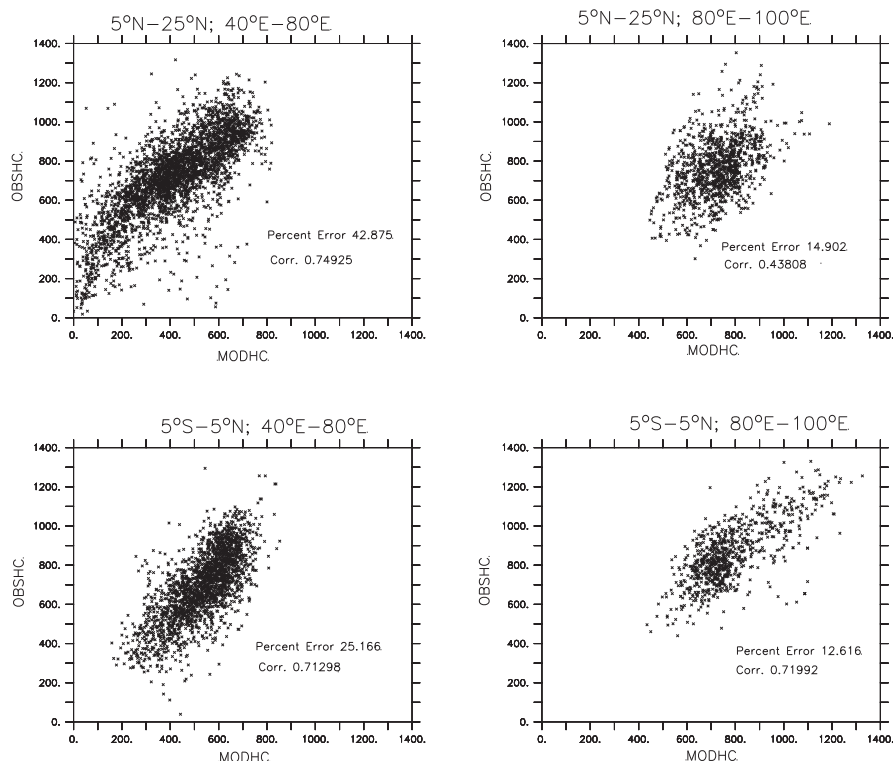 5°N–25°N; 40°E–80°E.
1400.
1200.
1000.
800.
600.
400.
200.
0.
OBSHC.
Percent Error 42.875.
Corr. 0.74925
0. 200. 400. 600. 800. 1000. 1200. 1400.
MODHC.
5°N–25°N; 80°E–100°E.
1400.
1200.
1000.
800.
600.
400.
200.
0.
OBSHC.
Percent Error 14.902.
Corr. 0.43808
0. 200. 400. 600. 800. 1000. 1200. 1400.
MODHC.
5°S–5°N; 40°E–80°E.
1400.
1200.
1000.
800.
600.
400.
200.
0.
OBSHC.
Percent Error 25.166.
Corr. 0.71298
0. 200. 400. 600. 800. 1000. 1200. 1400.
MODHC.
5°S–5°N; 80°E–100°E.
1400.
1200.
1000.
800.
600.
400.
200.
0.
OBSHC.
Percent Error 12.616.
Corr. 0.71992
0. 200. 400. 600. 800. 1000. 1200. 1400.
MODHC.